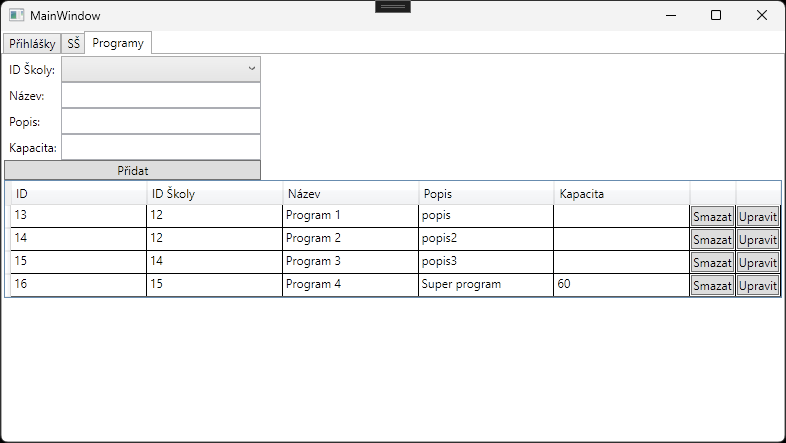 MainWindow
Přihlášky SŠ Programy
ID Školy:
Název:
Popis:
Kapacita:
Přidat
ID ID Školy Název Popis Kapacita
13 12 Program 1 popis Smazat Upravit
14 12 Program 2 popis2 Smazat Upravit
15 14 Program 3 popis3 Smazat Upravit
16 15 Program 4 Super program 60 Smazat Upravit